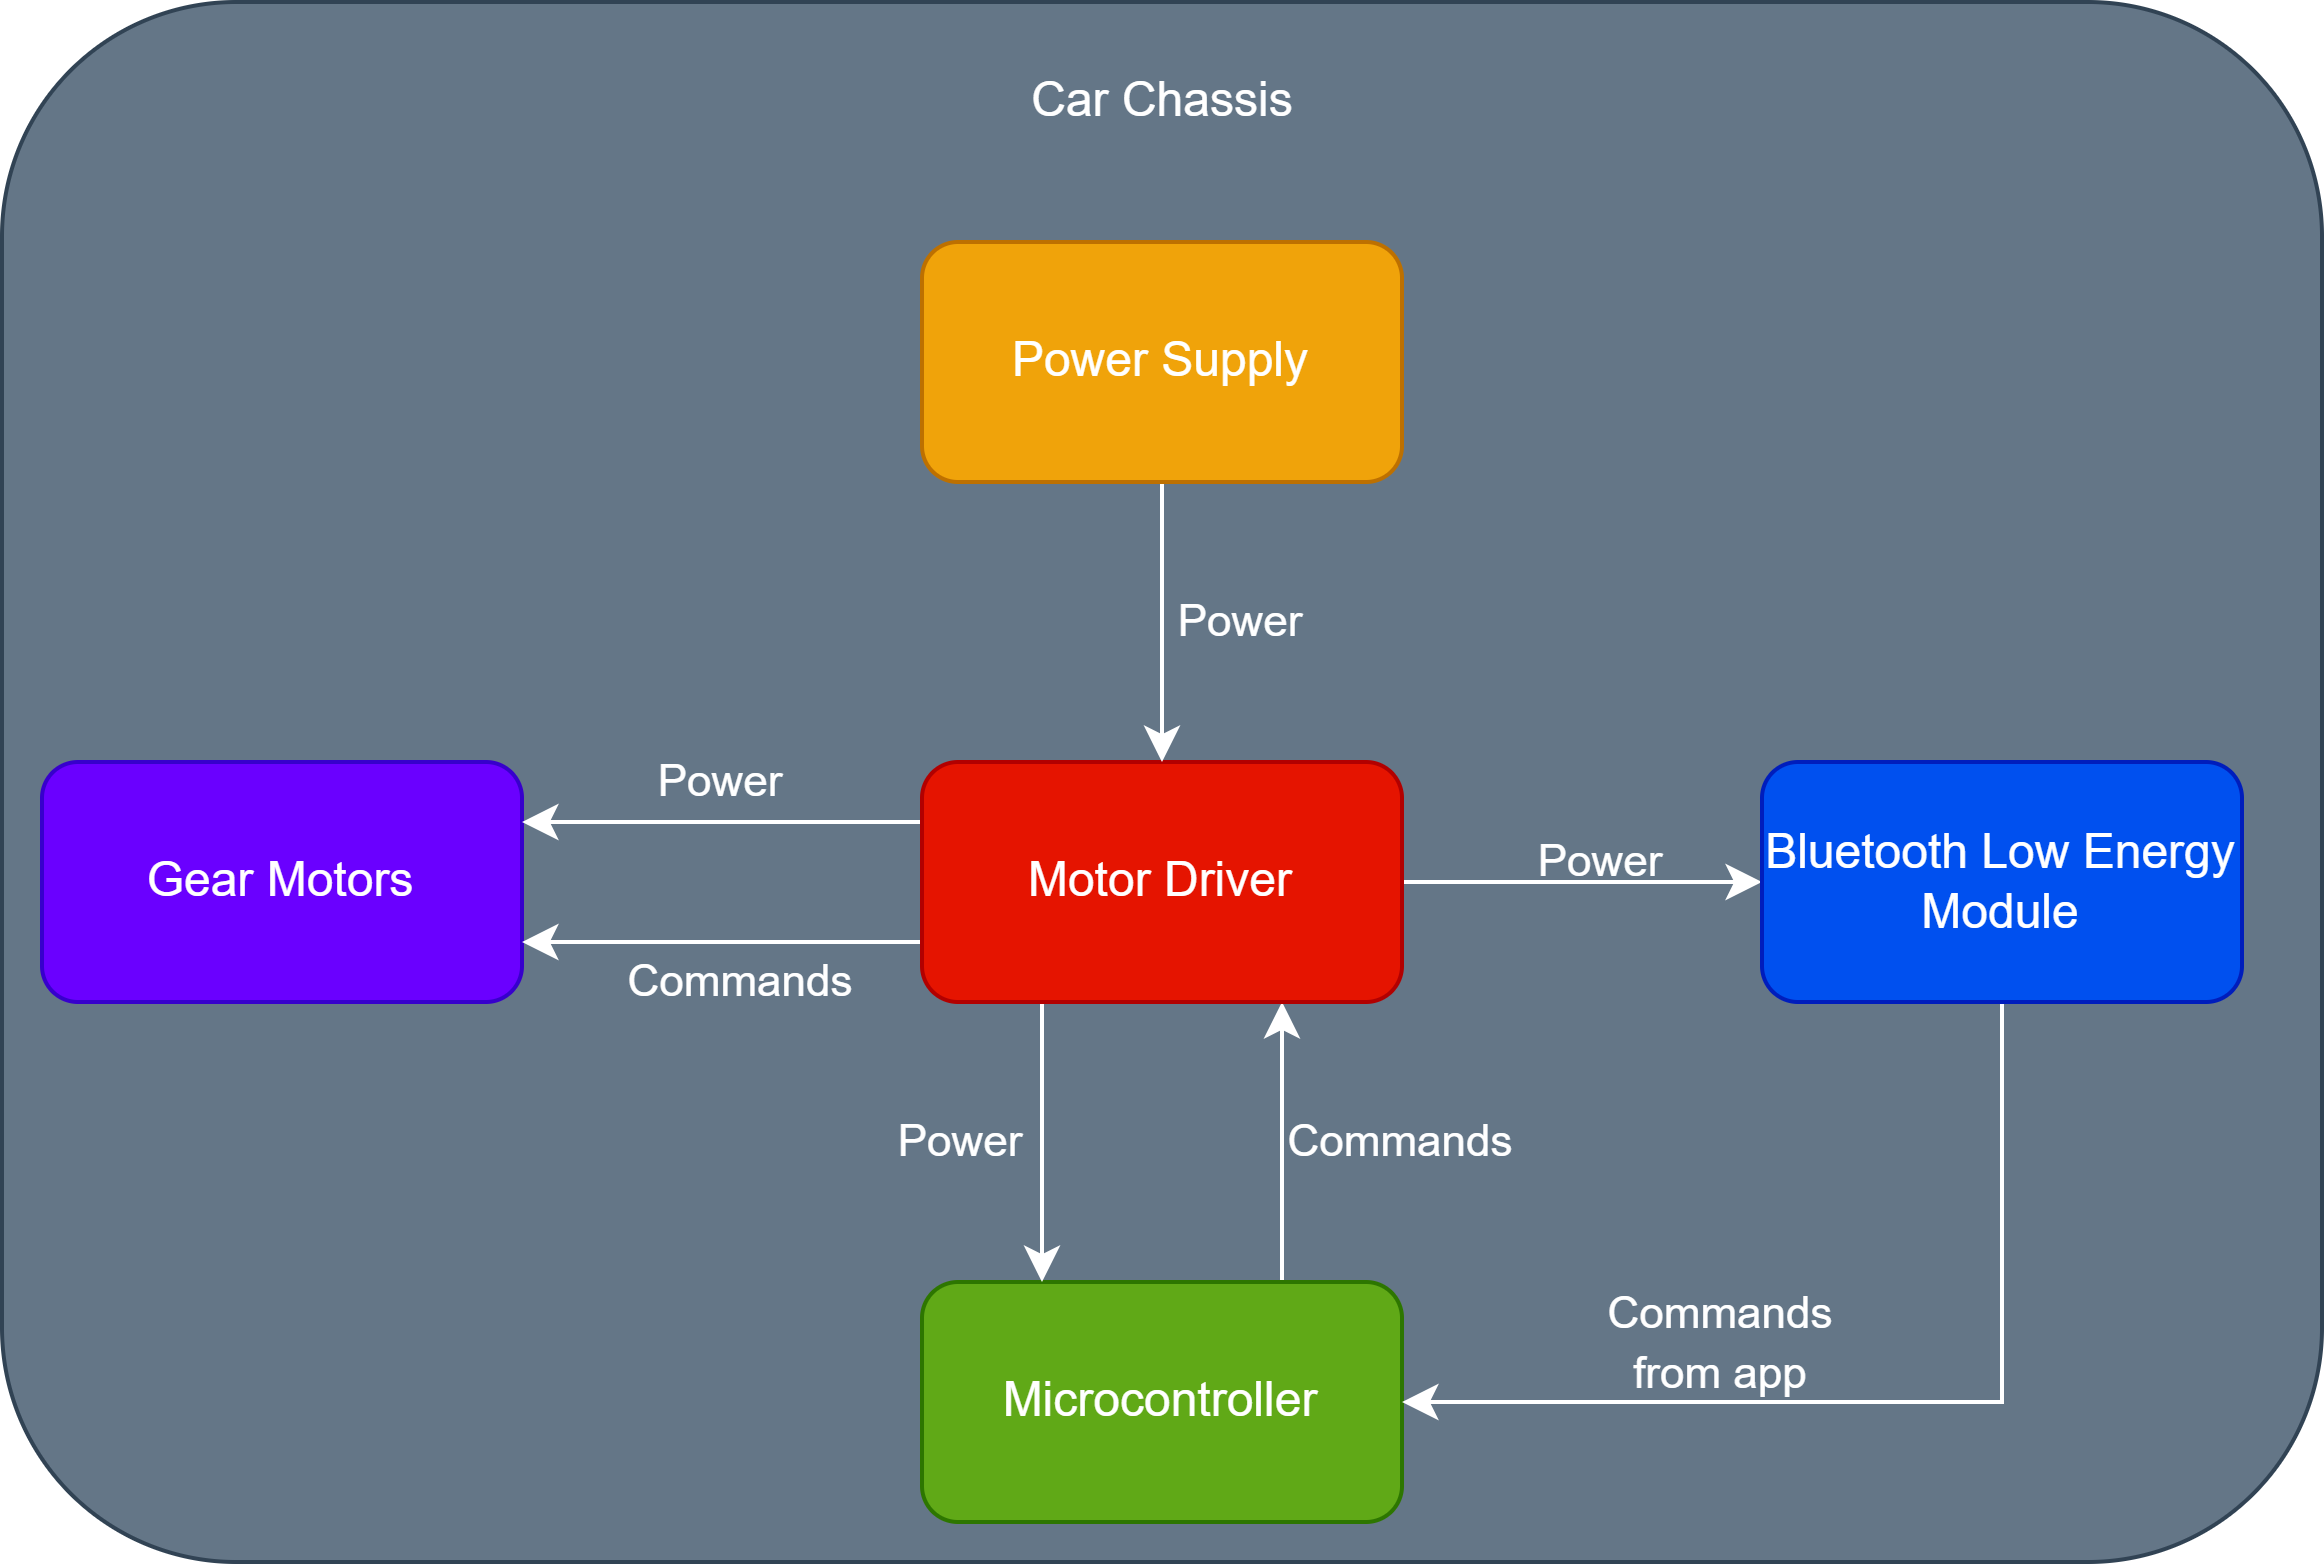 Car Chassis
Power Supply
Power
Power
Gear Motors
Commands
Motor Driver
Power
Bluetooth Low Energy
Module
Power
Commands
Commands
from app
Microcontroller